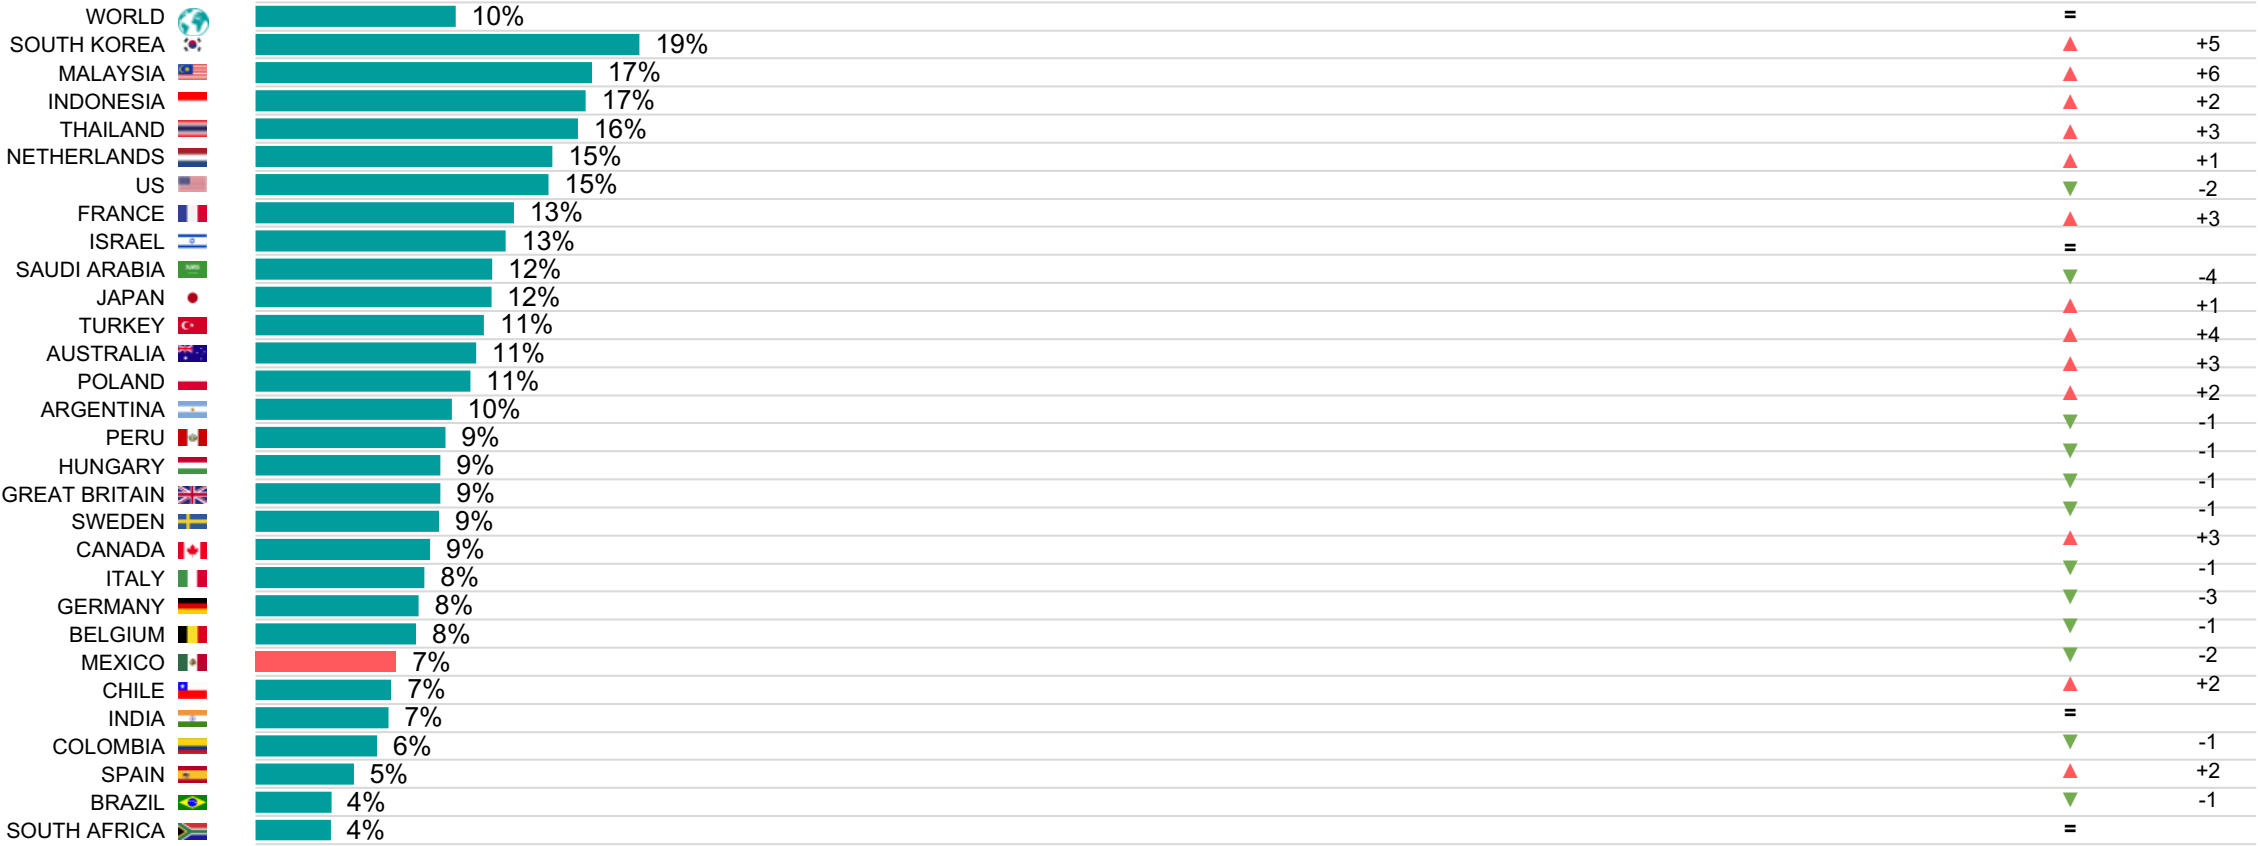 WORLD 10% =
SOUTH KOREA 19% ▲ +5
MALAYSIA 17% ▲ +6
INDONESIA 17% ▲ +2
THAILAND 16% ▲ +3
NETHERLANDS 15% ▲ +1
US 15% ▼ -2
FRANCE 13% ▲ +3
ISRAEL 13% =
SAUDI ARABIA 12% ▼ -4
JAPAN 12% ▲ +1
TURKEY 11% ▲ +4
AUSTRALIA 11% ▲ +3
POLAND 11% ▲ +2
ARGENTINA 10% ▼ -1
PERU 9% ▼ -1
HUNGARY 9% ▼ -1
GREAT BRITAIN 9% ▼ -1
SWEDEN 9% ▲ +3
CANADA 9% ▼ -1
ITALY 8% ▼ -3
GERMANY 8% ▼ -1
BELGIUM 8% ▼ -2
MEXICO 7% ▲ +2
CHILE 7% =
INDIA 7% ▼ -1
COLOMBIA 6% ▲ +2
SPAIN 5% ▼ -1
BRAZIL 4% =
SOUTH AFRICA 4%